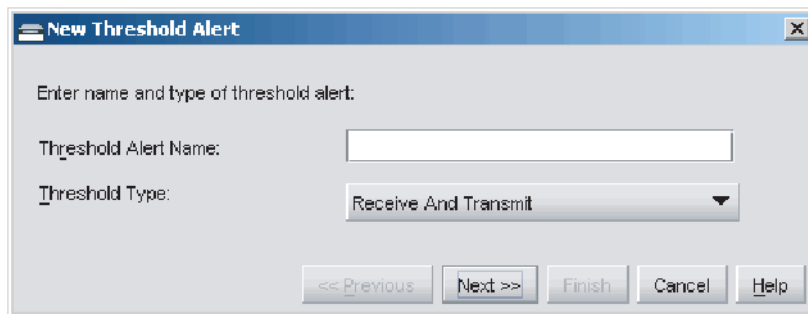 New Threshold Alert
Enter name and type of threshold alert:
Threshold Alert Name:
Threshold Type:
Receive And Transmit
<< Previous
Next >>
Finish
Cancel
Help